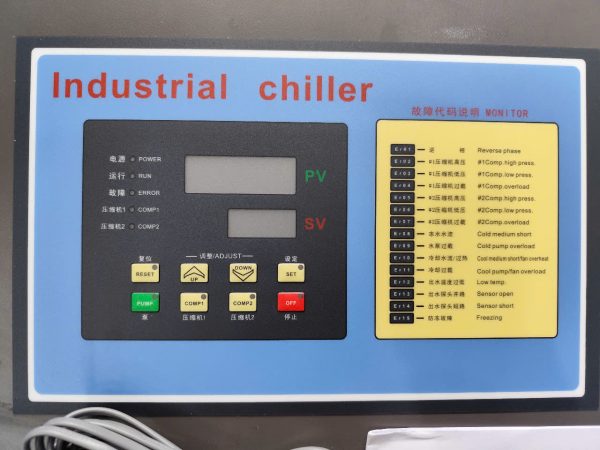 Industrial chiller
故障代码说明 MONITOR
电源 POWER
运行 RUN
故障 ERROR
压缩机1 COMP1
压缩机2 COMP2
PV
SV
复位
调整/ADJUST
设定
RESET
UP
DOWN
SET
PUMP
COMP1
COMP2
OFF
泵
压缩机1
压缩机2
停止
Er01 逆 相 Reverse phase
Er02 #1压缩机高压 #1Comp.high press.
Er03 #1压缩机低压 #1Comp.low press.
Er04 #1压缩机过载 #1Comp.overload
Er05 #2压缩机高压 #2Comp.high press.
Er06 #2压缩机低压 #2Comp.low press.
Er07 #2压缩机过载 #2Comp.overload
Er08 冻水水流 Cold medium short
Er09 水泵过载 Cold pump overload
Er10 冷却水流/过热 Cool medium short/fan overheat
Er11 冷却过载 Cool pump/fan overload
Er12 出水温度过低 Low temp.
Er13 出水探头开路 Sensor open
Er14 出水探头短路 Sensor short
Er15 防冻故障 Freezing